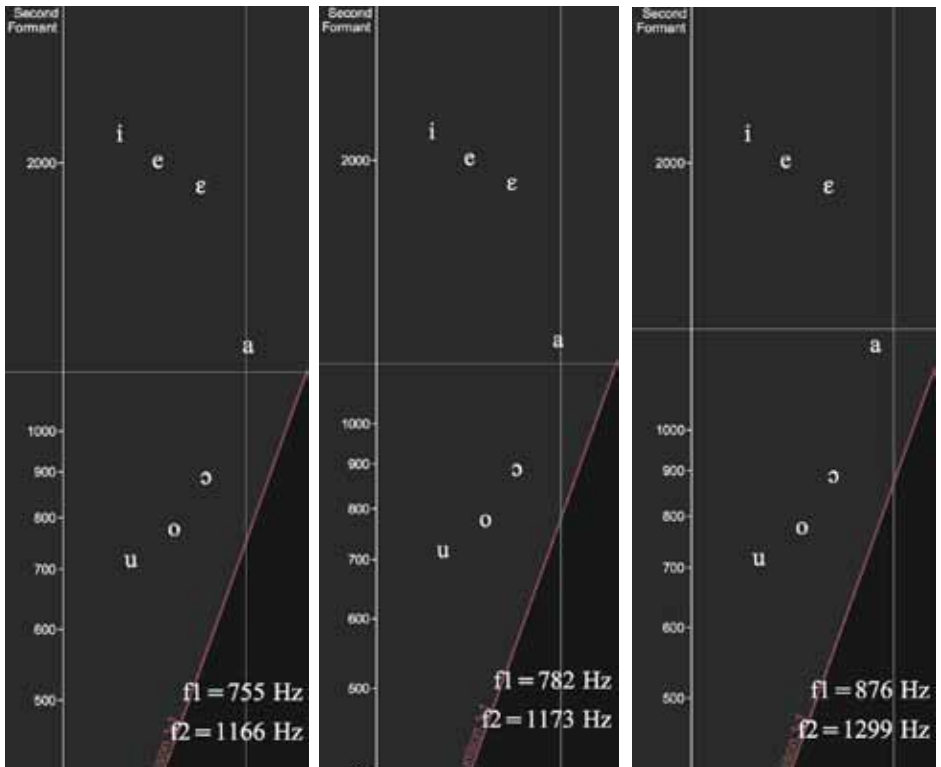 Second
Formant
i
e
2000
ε
a
1000
900
ɔ
800
o
u
700
600
500
f1 = 755 Hz
f2 = 1166 Hz
Second
Formant
i
e
2000
ε
a
1000
900
ɔ
800
o
u
700
600
500
f1 = 782 Hz
f2 = 1173 Hz
Second
Formant
i
e
2000
ε
a
1000
900
ɔ
800
o
u
700
600
500
f1 = 876 Hz
f2 = 1299 Hz